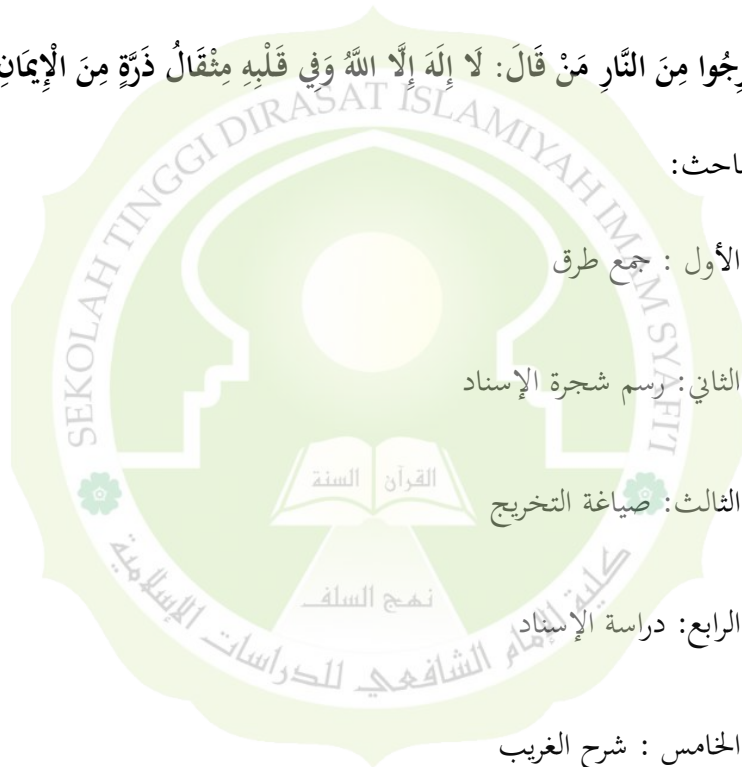 رِجُوا مِنَ النَّارِ مَنْ قَالَ: لَا إِلَهَ إِلَّا اللَّهُ وَفِي قَلْبِهِ مِثْقَالُ ذَرَّةٍ مِنَ الْإِيمَانِ
احث:
الأول : جمع طرق
الثاني: رسم شجرة الإسناد
الثالث: صياغة التخريج
الرابع: دراسة الإسناد
الخامس : شرح الغريب
SEKOLAH TINGGI DIRASAT ISLAMIYAH IMAM SYAFI'I
القرآن السنة
نهج السلف
كلية الإمام الشافعي للدراسات الإسلامية